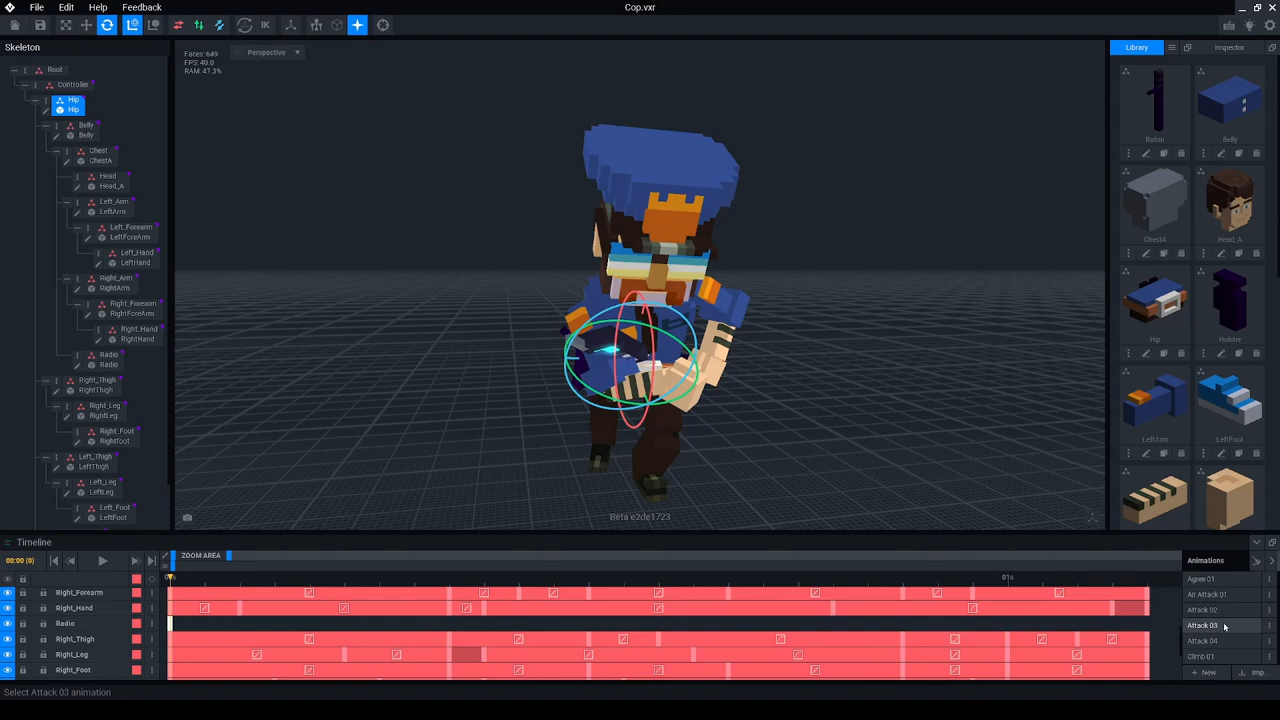 File Edit Help Feedback
Cop.vxr
IK
Skeleton
Root
Controller
Hip
Hip
Belly
Belly
Chest
ChestA
Head
Head_A
Left_Arm
LeftArm
Left_Forearm
LeftForeArm
Left_Hand
LeftHand
Right_Arm
RightArm
Right_Forearm
RightForeArm
Right_Hand
RightHand
Radio
Radio
Right_Thigh
RightThigh
Right_Leg
RightLeg
Right_Foot
Rightfoot
Left_Thigh
LeftThigh
Left_Leg
LeftLeg
Left_Foot
LeftFoot
Faces: 649
FPS: 40.0
RAM: 47.3%
Perspective
Beta e2de1723
Library
Inspector
Baton
Belly
ChestA
Head_A
Hip
Holster
LeftArm
LeftFoot
Timeline
00:00 (0)
ZOOM AREA
01s
Right_Forearm
Right_Hand
Radio
Right_Thigh
Right_Leg
Right_Foot
Animations
Agree 01
Air Attack 01
Attack 02
Attack 03
Attack 04
Climb 01
+ New
Imp...
Select Attack 03 animation